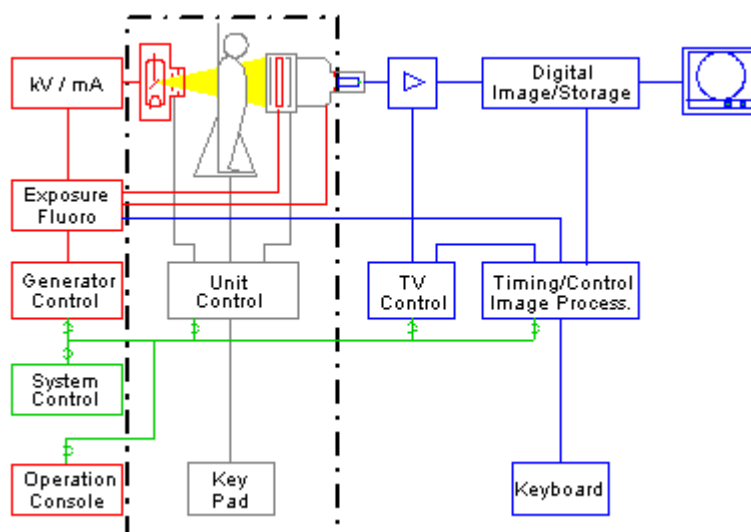 kV / mA
Digital
Image/Storage
Exposure
Fluoro
Generator
Control
Unit
Control
TV
Control
Timing/Control
Image Process.
System
Control
Operation
Console
Key
Pad
Keyboard